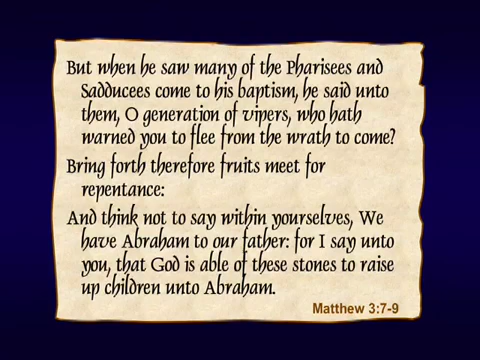 But when he saw many of the Pharisees and
Sadducees come to his baptism, he said unto
them, O generation of vipers, who hath
warned you to flee from the wrath to come?
Bring forth therefore fruits meet for
repentance:
And think not to say within yourselves, We
have Abraham to our father: for I say unto
you, that God is able of these stones to raise
up children unto Abraham.
Matthew 3:7-9